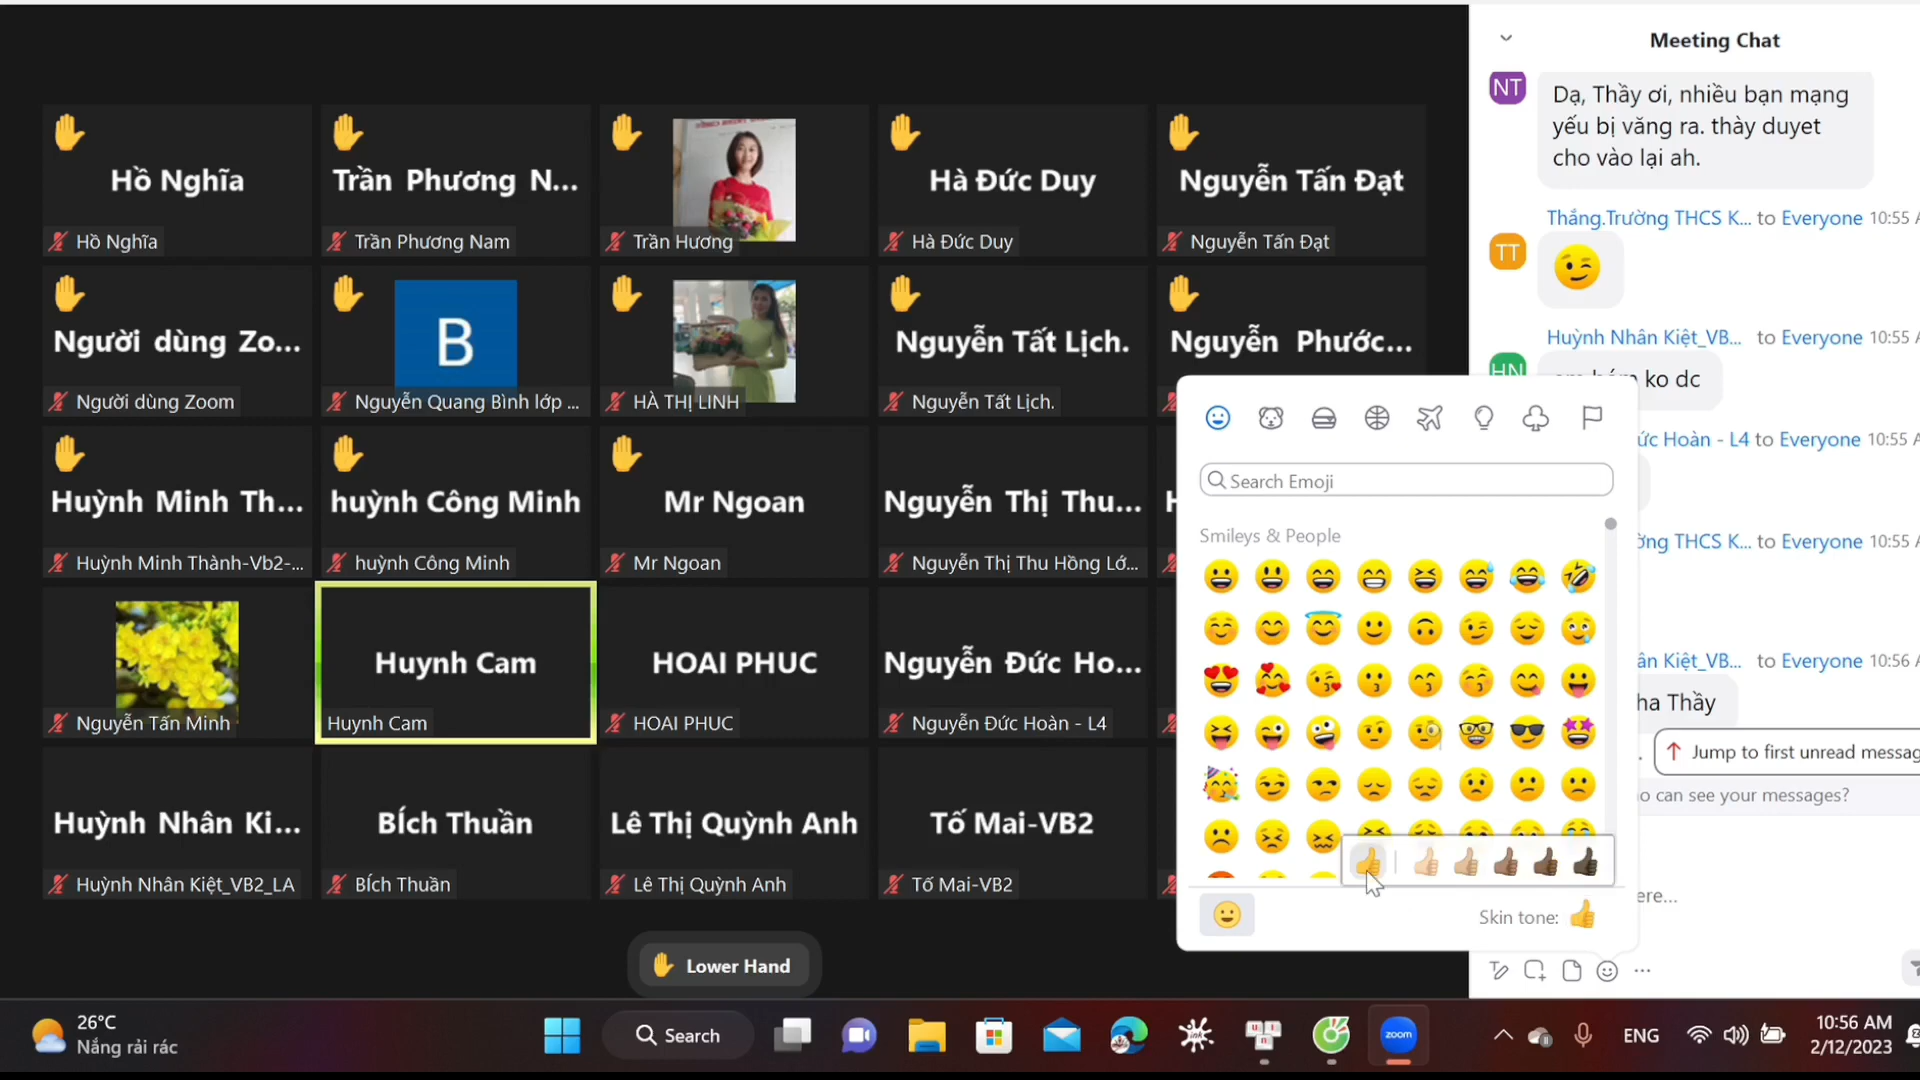 Hồ Nghĩa
Hồ Nghĩa
Trần Phương N...
Trần Phương Nam
Trần Hương
Hà Đức Duy
Hà Đức Duy
Nguyễn Tấn Đạt
Nguyễn Tấn Đạt
Người dùng Zo...
Người dùng Zoom
B
Nguyễn Quang Bình lớp ...
HÀ THỊ LINH
Nguyễn Tất Lịch.
Nguyễn Tất Lịch.
Nguyễn Phước...
Huỳnh Minh Th...
Huỳnh Minh Thành-Vb2-...
huỳnh Công Minh
huỳnh Công Minh
Mr Ngoan
Mr Ngoan
Nguyễn Thị Thu...
Nguyễn Thị Thu Hồng Lớ...
Nguyễn Tấn Minh
Huynh Cam
Huynh Cam
HOAI PHUC
HOAI PHUC
Nguyễn Đức Ho...
Nguyễn Đức Hoàn - L4
Huỳnh Nhân Ki...
Huỳnh Nhân Kiệt_VB2_LA
BÍch Thuần
BÍch Thuần
Lê Thị Quỳnh Anh
Lê Thị Quỳnh Anh
Tố Mai-VB2
Tố Mai-VB2
Lower Hand
Meeting Chat
NT
Dạ, Thầy ơi, nhiều bạn mạng
yếu bị văng ra. thày duyet
cho vào lại ah.
Thắng.Trường THCS K... to Everyone 10:55
TT
Huỳnh Nhân Kiệt_VB... to Everyone 10:55
HN
ko dc
Hoàn - L4 to Everyone 10:55
THCS K... to Everyone 10:55
Kiệt_VB... to Everyone 10:56
ha Thầy
Jump to first unread
can see your messages?
Search Emoji
Smileys & People
Skin tone:
26°C
Nắng rải rác
Search
ink
zoom
ENG
10:56 AM
2/12/2023